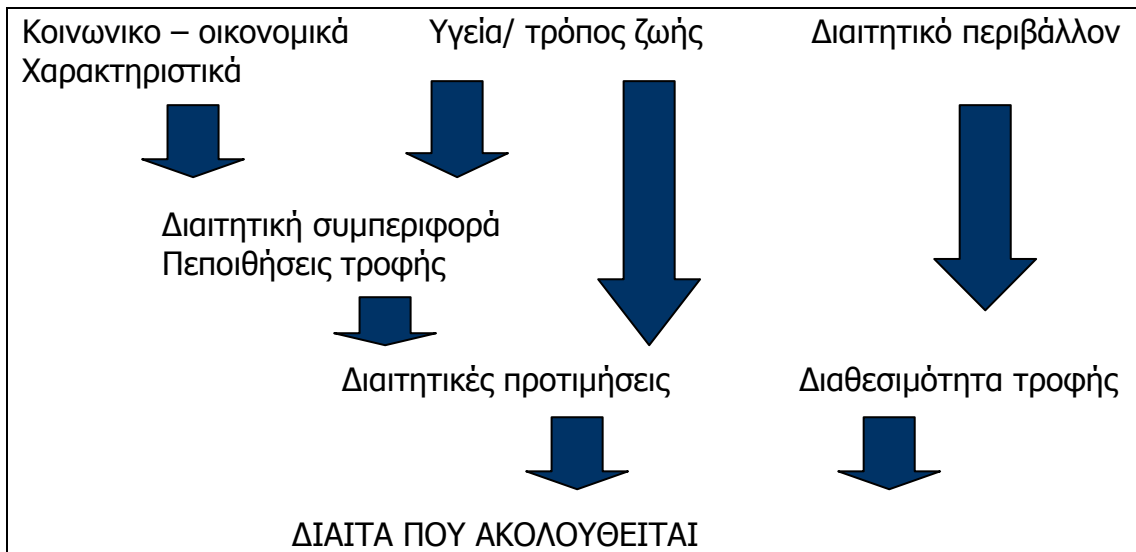 Κοινωνικο – οικονομικά
Χαρακτηριστικά
Υγεία/ τρόπος ζωής
Διαιτητικό περιβάλλον
Διαιτητική συμπεριφορά
Πεποιθήσεις τροφής
Διαιτητικές προτιμήσεις
Διαθεσιμότητα τροφής
ΔΙΑΙΤΑ ΠΟΥ ΑΚΟΛΟΥΘΕΙΤΑΙ